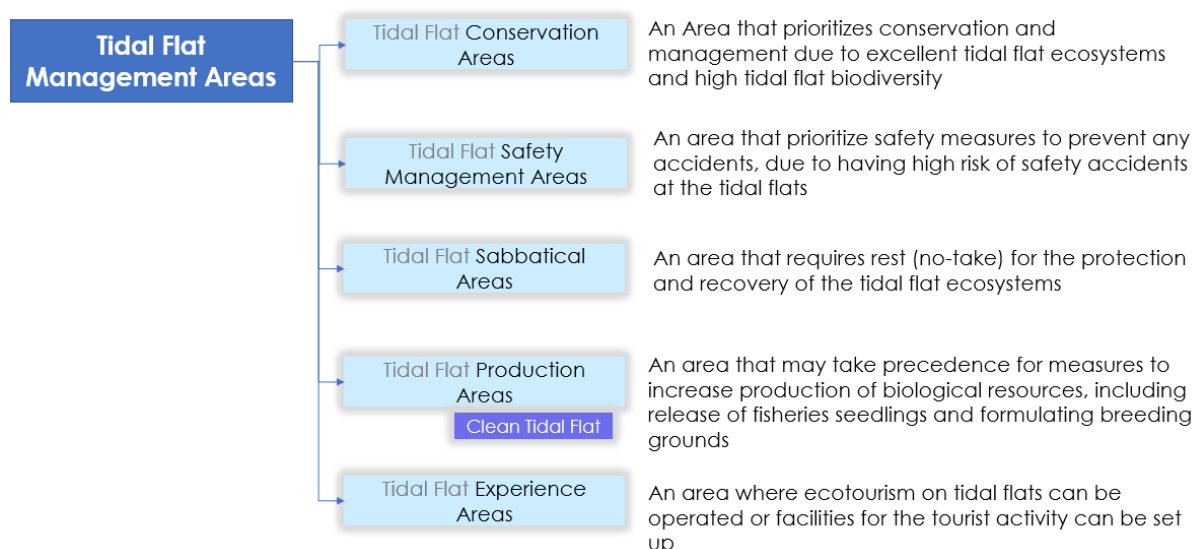 Tidal Flat
Management Areas
Tidal Flat Conservation
Areas
An Area that prioritizes conservation and
management due to excellent tidal flat ecosystems
and high tidal flat biodiversity
Tidal Flat Safety
Management Areas
An area that prioritize safety measures to prevent any
accidents, due to having high risk of safety accidents
at the tidal flats
Tidal Flat Sabbatical
Areas
An area that requires rest (no-take) for the protection
and recovery of the tidal flat ecosystems
Tidal Flat Production
Areas
Clean Tidal Flat
An area that may take precedence for measures to
increase production of biological resources, including
release of fisheries seedlings and formulating breeding
grounds
Tidal Flat Experience
Areas
An area where ecotourism on tidal flats can be
operated or facilities for the tourist activity can be set
up